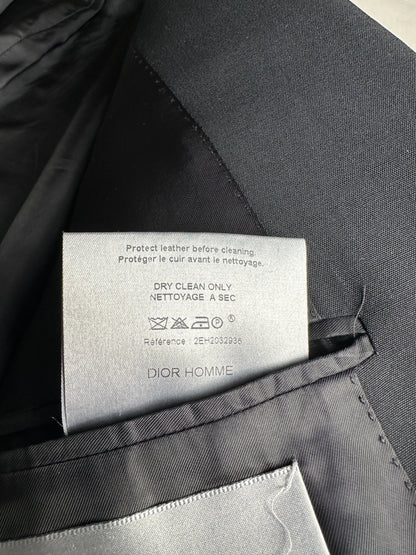 Protect leather before cleaning.
Protéger le cuir avant le nettoyage.
DRY CLEAN ONLY
NETTOYAGE A SEC
P ®
Référence : 2EH2032936
DIOR HOMME